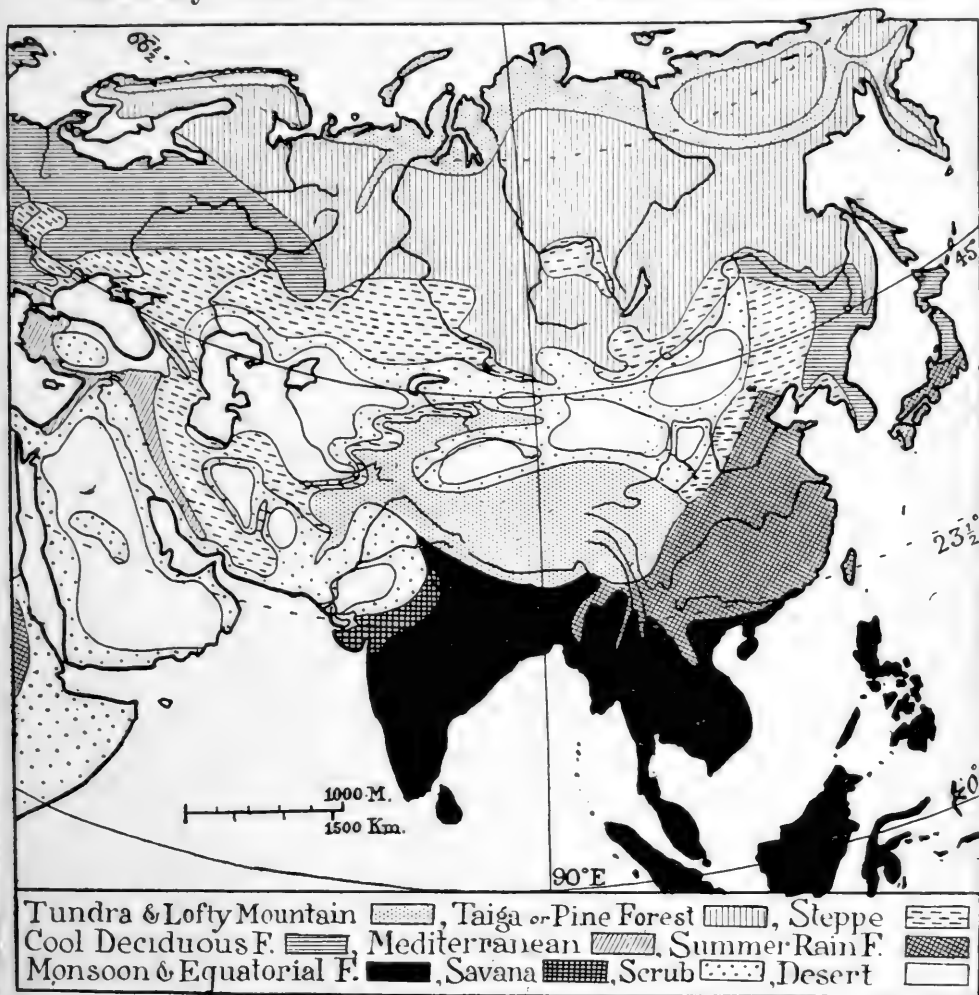 66½
45
23½°
0
1000 M.
1500 Km.
90°E
Tundra & Lofty Mountain , Taiga or Pine Forest , Steppe
Cool Deciduous F. , Mediterranean , Summer Rain F.
Monsoon & Equatorial F. , Savana , Scrub , Desert